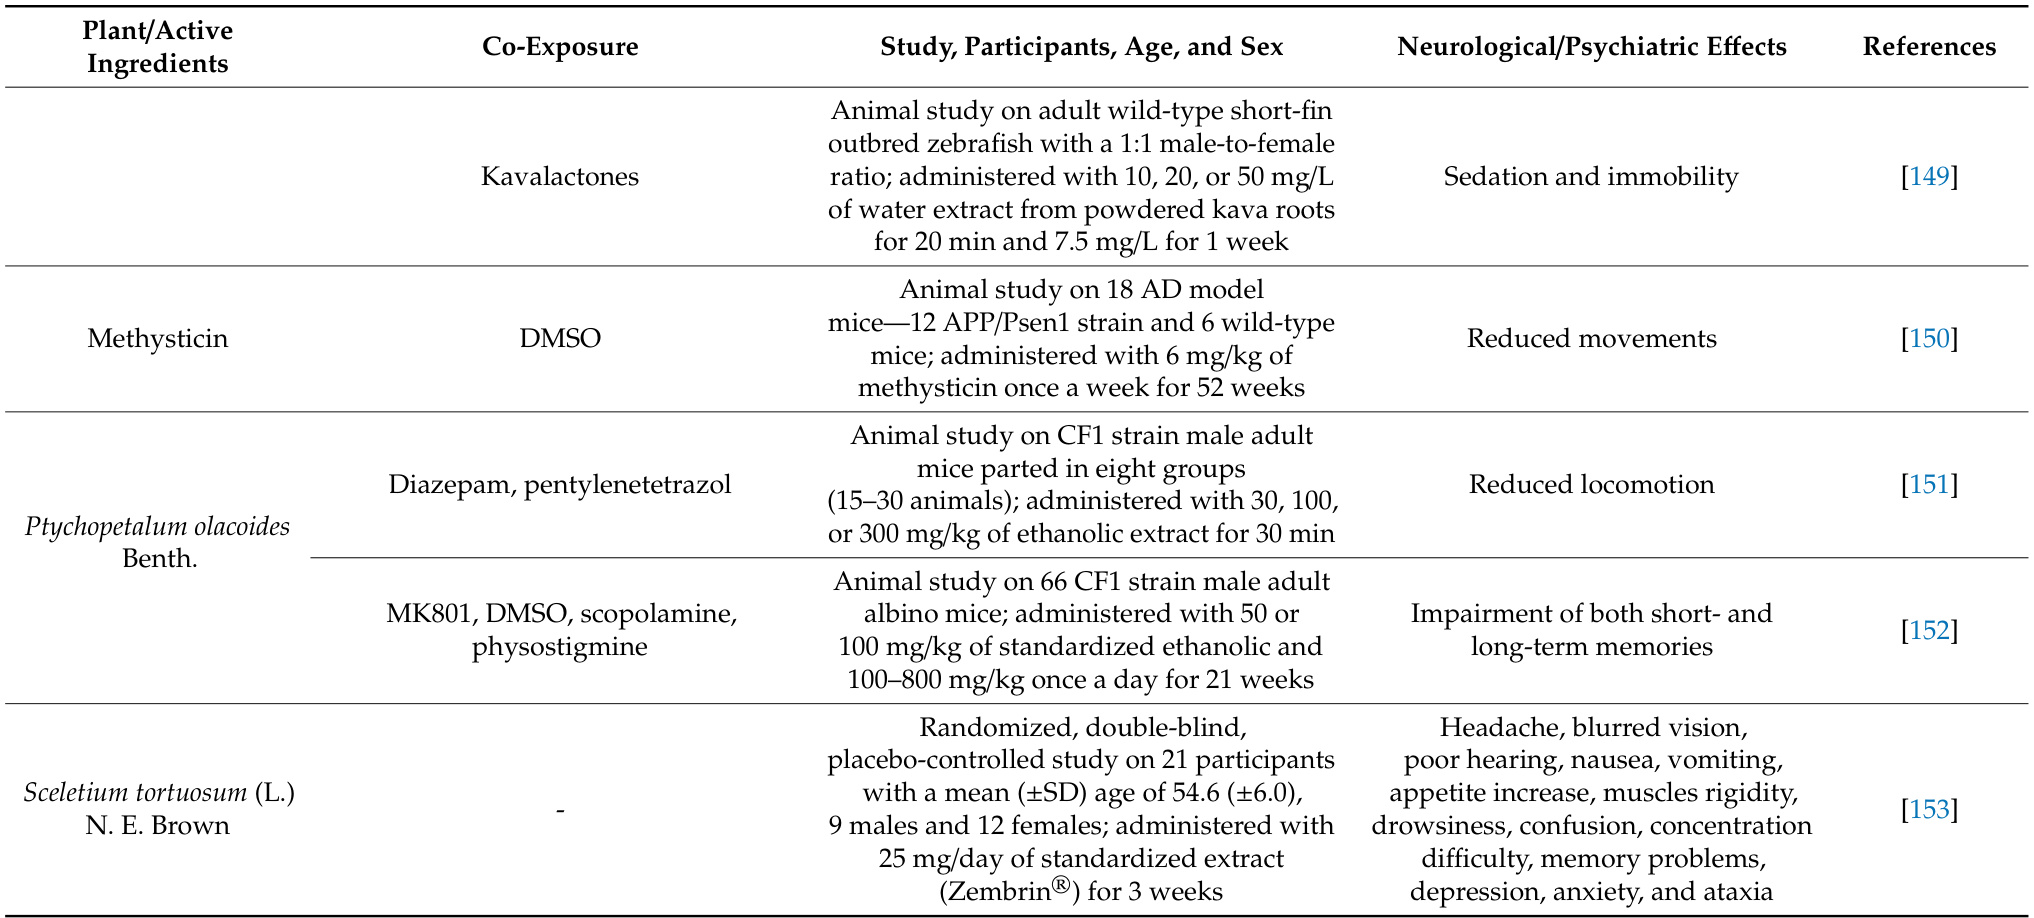 Plant/Active
Ingredients
Co-Exposure
Study, Participants, Age, and Sex
Neurological/Psychiatric Effects
References
Kavalactones
Animal study on adult wild-type short-fin
outbred zebrafish with a 1:1 male-to-female
ratio; administered with 10, 20, or 50 mg/L
of water extract from powdered kava roots
for 20 min and 7.5 mg/L for 1 week
Sedation and immobility
[149]
Methysticin
DMSO
Animal study on 18 AD model
mice—12 APP/Psen1 strain and 6 wild-type
mice; administered with 6 mg/kg of
methysticin once a week for 52 weeks
Reduced movements
[150]
Ptychopetalum olacoides
Benth.
Diazepam, pentylenetetrazol
Animal study on CF1 strain male adult
mice parted in eight groups
(15–30 animals); administered with 30, 100,
or 300 mg/kg of ethanolic extract for 30 min
Reduced locomotion
[151]
MK801, DMSO, scopolamine,
physostigmine
Animal study on 66 CF1 strain male adult
albino mice; administered with 50 or
100 mg/kg of standardized ethanolic and
100–800 mg/kg once a day for 21 weeks
Impairment of both short- and
long-term memories
[152]
Sceletium tortuosum (L.)
N. E. Brown
-
Randomized, double-blind,
placebo-controlled study on 21 participants
with a mean (±SD) age of 54.6 (±6.0),
9 males and 12 females; administered with
25 mg/day of standardized extract
(Zembrin®) for 3 weeks
Headache, blurred vision,
poor hearing, nausea, vomiting,
appetite increase, muscles rigidity,
drowsiness, confusion, concentration
difficulty, memory problems,
depression, anxiety, and ataxia
[153]